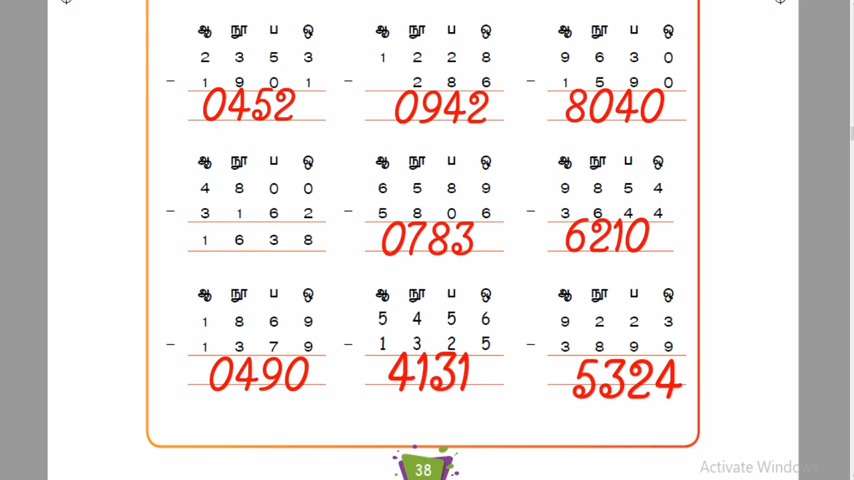 ஆ நூ ப ஒ ஆ நூ ப ஒ ஆ நூ ப ஒ
2 3 5 3 1 2 2 8 9 6 3 0
- 1 9 0 1 - 2 8 6 - 1 5 9 0
0452 0942 8040
ஆ நூ ப ஒ ஆ நூ ப ஒ ஆ நூ ப ஒ
4 8 0 0 6 5 8 9 9 8 5 4
- 3 1 6 2 - 5 8 0 6 - 3 6 4 4
1 6 3 8 0783 6210
ஆ நூ ப ஒ ஆ நூ ப ஒ ஆ நூ ப ஒ
1 8 6 9 5 4 5 6 9 2 2 3
- 1 3 7 9 - 1 3 2 5 - 3 8 9 9
0490 4131 5324
38
Activate Windows